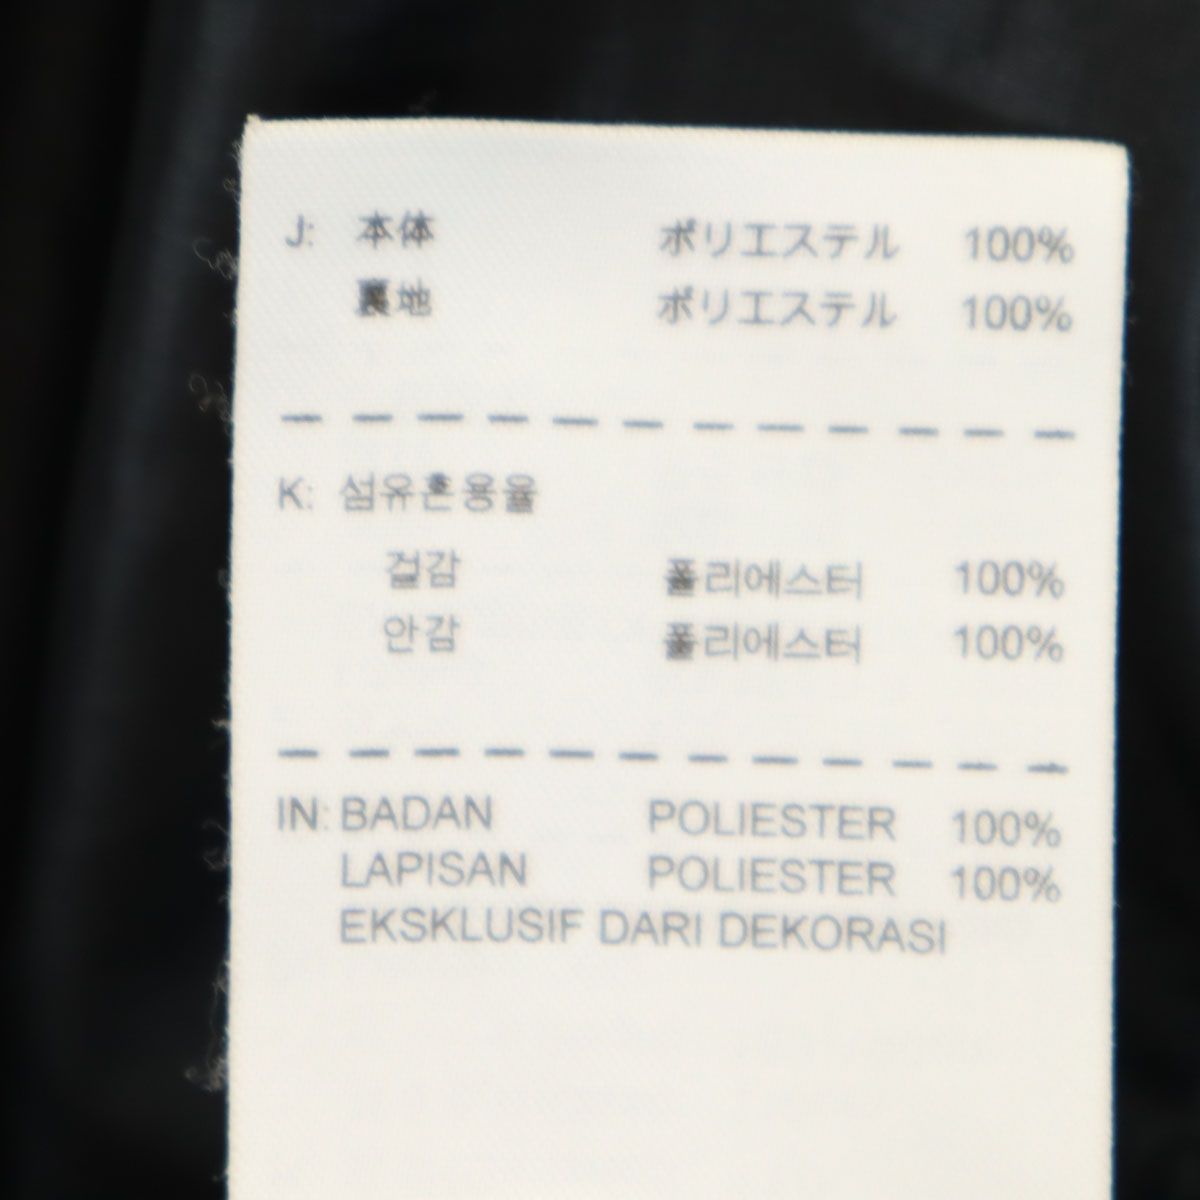 J: 本体 ポリエステル 100%
裏地 ポリエステル 100%
K: 섬유혼용율
겉감 폴리에스터 100%
안감 폴리에스터 100%
IN: BADAN POLIESTER 100%
LAPISAN POLIESTER 100%
EKSKLUSIF DARI DEKORASI